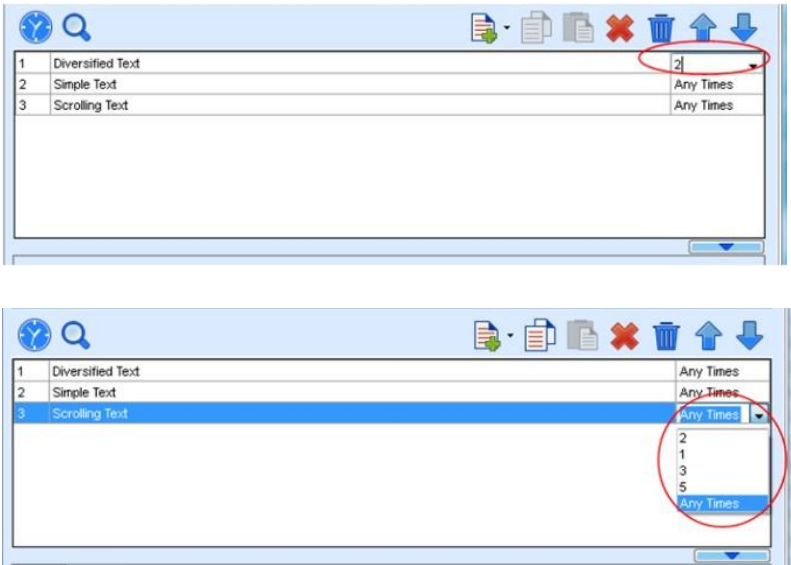 1 Diversified Text 2
2 Simple Text Any Times
3 Scrolling Text Any Times
1 Diversified Text Any Times
2 Simple Text Any Times
3 Scrolling Text Any Times
2
1
3
5
Any Times